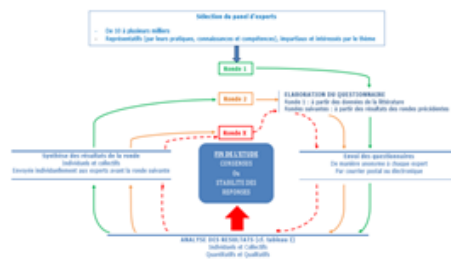 Sélection du panel d'experts
- De 10 à plusieurs milliers
- Représentatifs (par leurs pratiques, connaissances et compétences), impartiaux et intéressés par le thème
Ronde 1
Ronde 2
Ronde X
ELABORATION DU QUESTIONNAIRE
Ronde 1 : à partir des données de la littérature
Rondes suivantes : à partir des résultats des rondes précédentes
Synthèse des résultats de la ronde
Individuels et collectifs
Envoyée individuellement aux experts avant la ronde suivante
FIN DE L'ETUDE
CONSENSUS
Ou
STABILITE DES
REPONSES
Envoi des questionnaires
De manière anonyme à chaque expert
Par courrier postal ou électronique
ANALYSE DES RESULTATS (cf. tableau I)
Individuels et Collectifs
Quantitatifs et Qualitatifs